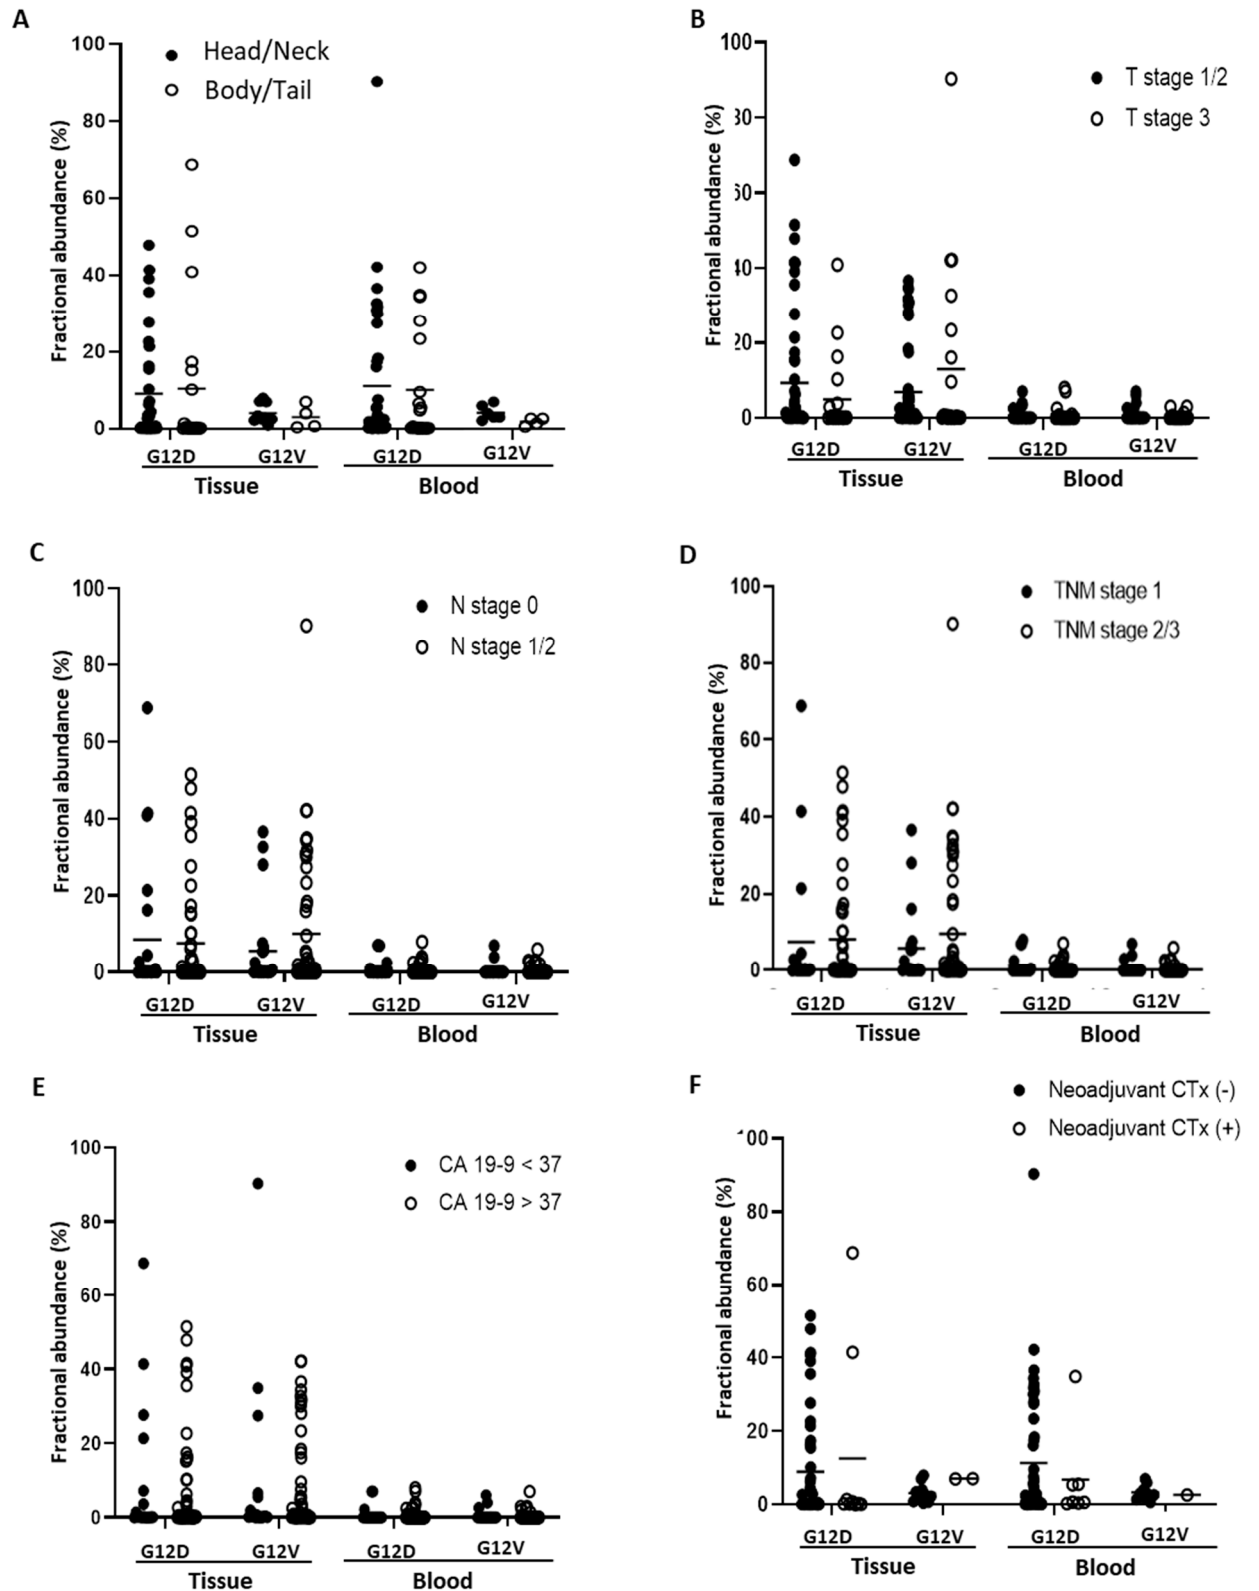 A
100
80
60
40
20
0
Fractional abundance (%)
Head/Neck
Body/Tail
G12D G12V G12D G12V
Tissue Blood
B
100
80
60
40
20
0
Fractional abundance (%)
T stage 1/2
T stage 3
G12D G12V G12D G12V
Tissue Blood
C
100
80
60
40
20
0
Fractional abundance (%)
N stage 0
N stage 1/2
G12D G12V G12D G12V
Tissue Blood
D
100
80
60
40
20
0
Fractional abundance (%)
TNM stage 1
TNM stage 2/3
G12D G12V G12D G12V
Tissue Blood
E
100
80
60
40
20
0
Fractional abundance (%)
CA 19-9 < 37
CA 19-9 > 37
G12D G12V G12D G12V
Tissue Blood
F
Neoadjuvant CTx (-)
Neoadjuvant CTx (+)
100
80
60
40
20
0
Fractional abundance (%)
G12D G12V G12D G12V
Tissue Blood